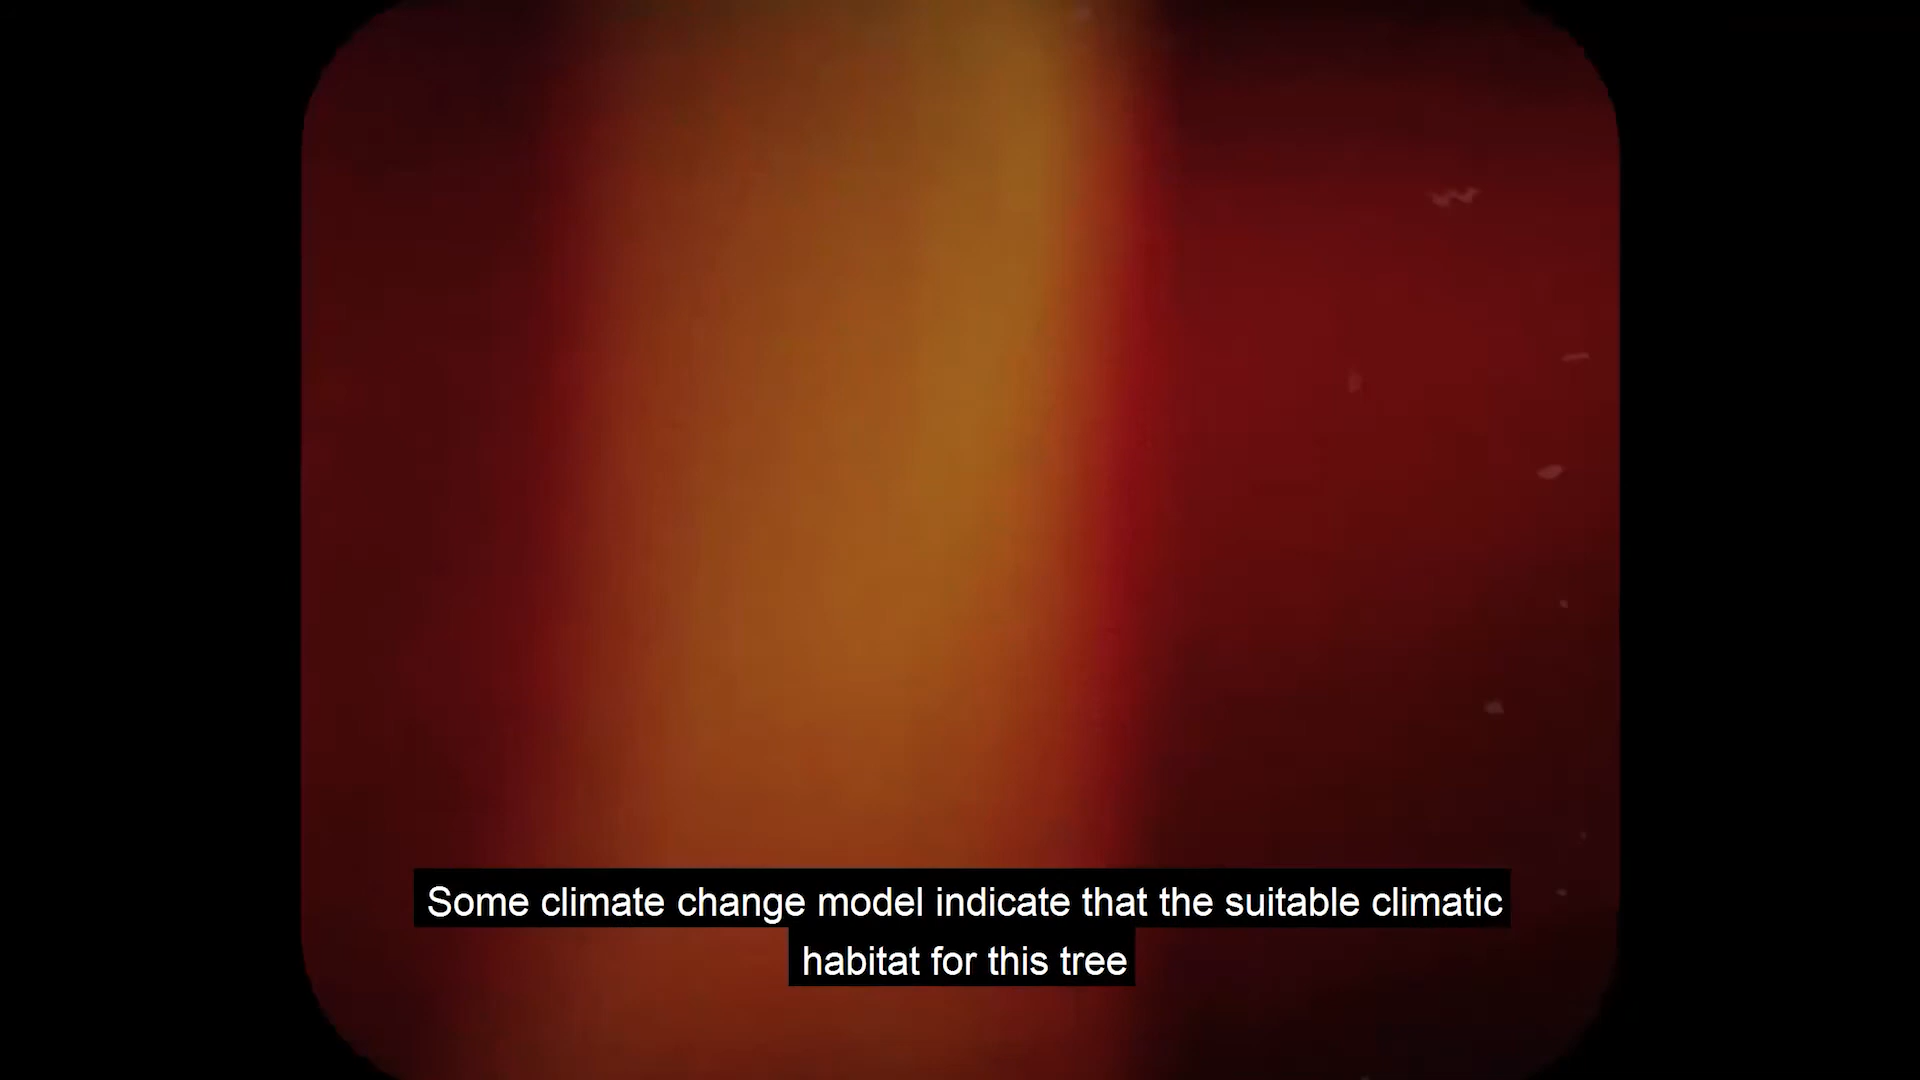 Some climate change model indicate that the suitable climatic
habitat for this tree